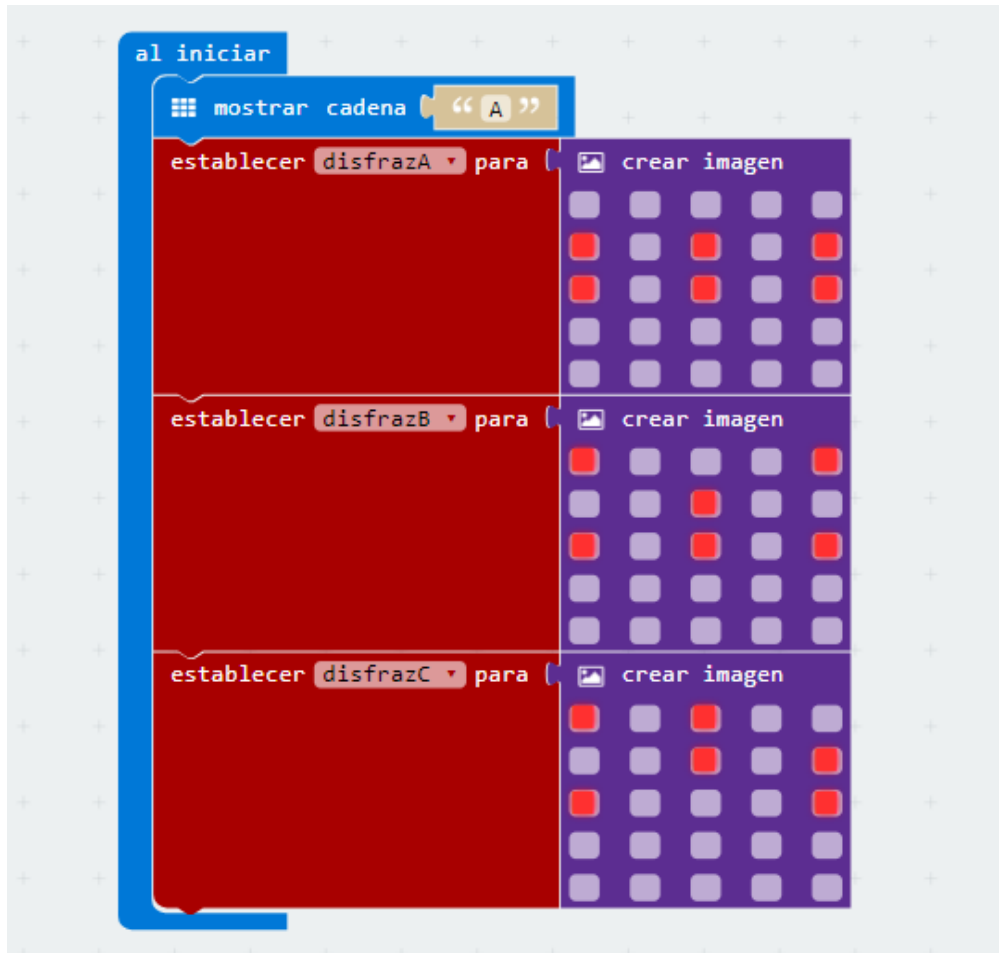 al iniciar
mostrar cadena “ A ”
establecer disfrazA para crear imagen
establecer disfrazB para crear imagen
establecer disfrazC para crear imagen